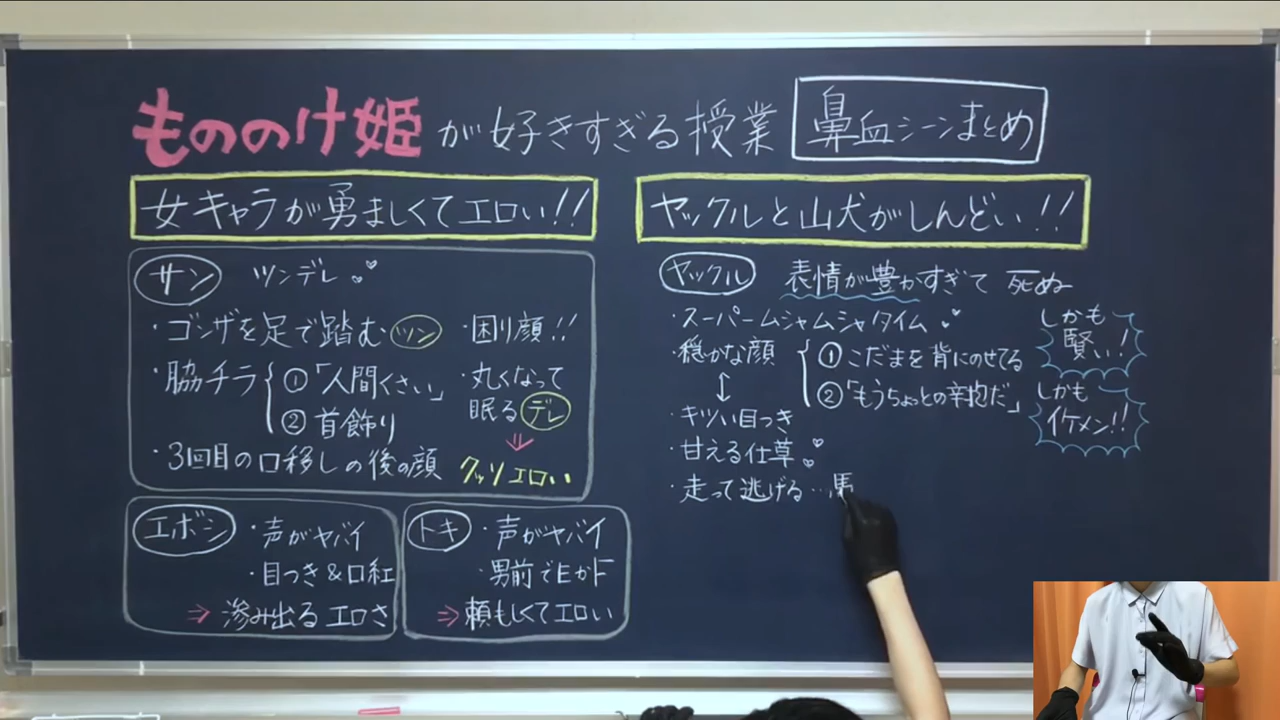 もののけ姫が好きすぎる授業 鼻血シーンまとめ
女キャラが勇ましくてエロい!!
サン ツンデレ
・ゴンザを足で踏む ツン
・脇チラ
①「人間くさい」
②首飾り
・3回目の口移しの後の顔
・困り顔!!
・丸くなって
眠る デレ
⇓
クッソエロい
エボシ ・声がヤバイ
・目つき&口紅
⇒滲み出るエロさ
トキ ・声がヤバイ
・男前でEかF
⇒頼もしくてエロい
ヤックルと山犬がしんどい!!
ヤックル 表情が豊かすぎて 死ぬ
・スーパームシャムシャタイム
・穏やかな顔
①こだまを背にのせてる
②「もうちょっとの辛抱だ」
↕
・キツい目つき
・甘える仕草
・走って逃げる…馬
しかも
賢い!
しかも
イケメン!!